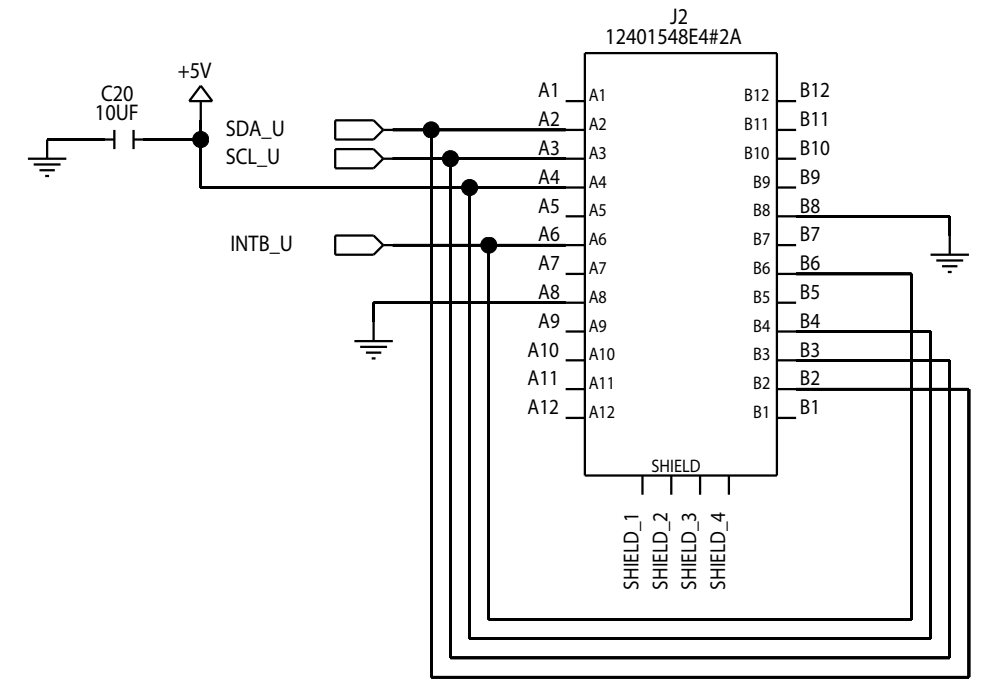 J2
12401548E4#2A
+5V
C20
10UF
SDA_U
SCL_U
INTB_U
A1 A1 B12 B12
A2 A2 B11 B11
A3 A3 B10 B10
A4 A4 B9 B9
A5 A5 B8 B8
A6 A6 B7 B7
A7 A7 B6 B6
A8 A8 B5 B5
A9 A9 B4 B4
A10 A10 B3 B3
A11 A11 B2 B2
A12 A12 B1 B1
SHIELD
SHIELD_1
SHIELD_2
SHIELD_3
SHIELD_4